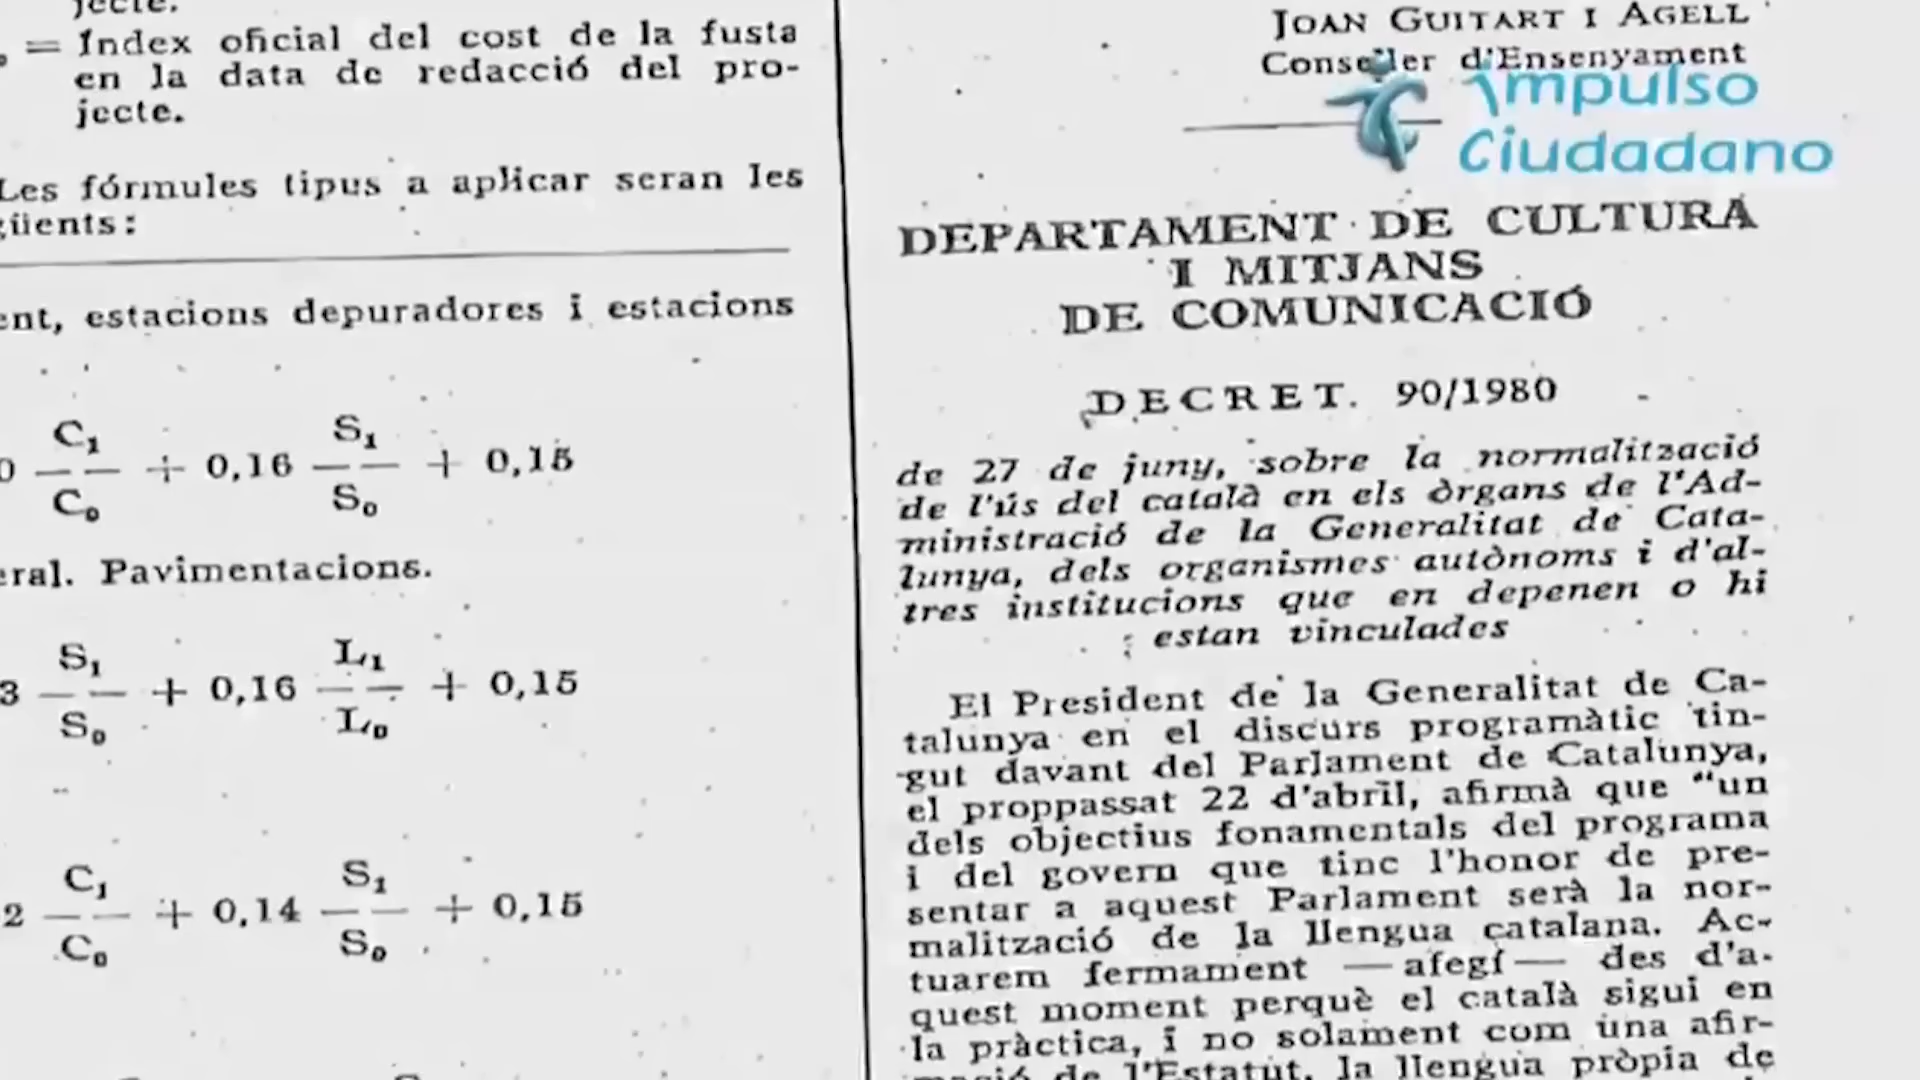 jecte.
= Índex oficial del cost de la fusta
en la data de redacció del pro-
jecte.
Les fórmules tipus a aplicar seran les
güents:
ent, estacions depuradores i estacions
0 C₁/C₀ + 0,16 S₁/S₀ + 0,15
eral. Pavimentacions.
3 S₁/S₀ + 0,16 L₁/L₀ + 0,15
2 C₁/C₀ + 0,14 S₁/S₀ + 0,15
JOAN GUITART I AGELL
Conseller d'Ensenyament
Impulso
Ciudadano
DEPARTAMENT DE CULTURA
I MITJANS
DE COMUNICACIÓ
DECRET. 90/1980
de 27 de juny, sobre la normalització
de l'ús del català en els òrgans de l'Ad-
ministració de la Generalitat de Cata-
lunya, dels organismes autònoms i d'al-
tres institucions que en depenen o hi
estan vinculades
El President de la Generalitat de Ca-
talunya en el discurs programàtic tin-
gut davant del Parlament de Catalunya,
el proppassat 22 d'abril, afirmà que "un
dels objectius fonamentals del programa
i del govern que tinc l'honor de pre-
sentar a aquest Parlament serà la nor-
malització de la llengua catalana. Ac-
tuarem fermament —afegí— des d'a-
quest moment perquè el català sigui en
la pràctica, i no solament com una afir-
mació de l'Estatut, la llengua pròpia de